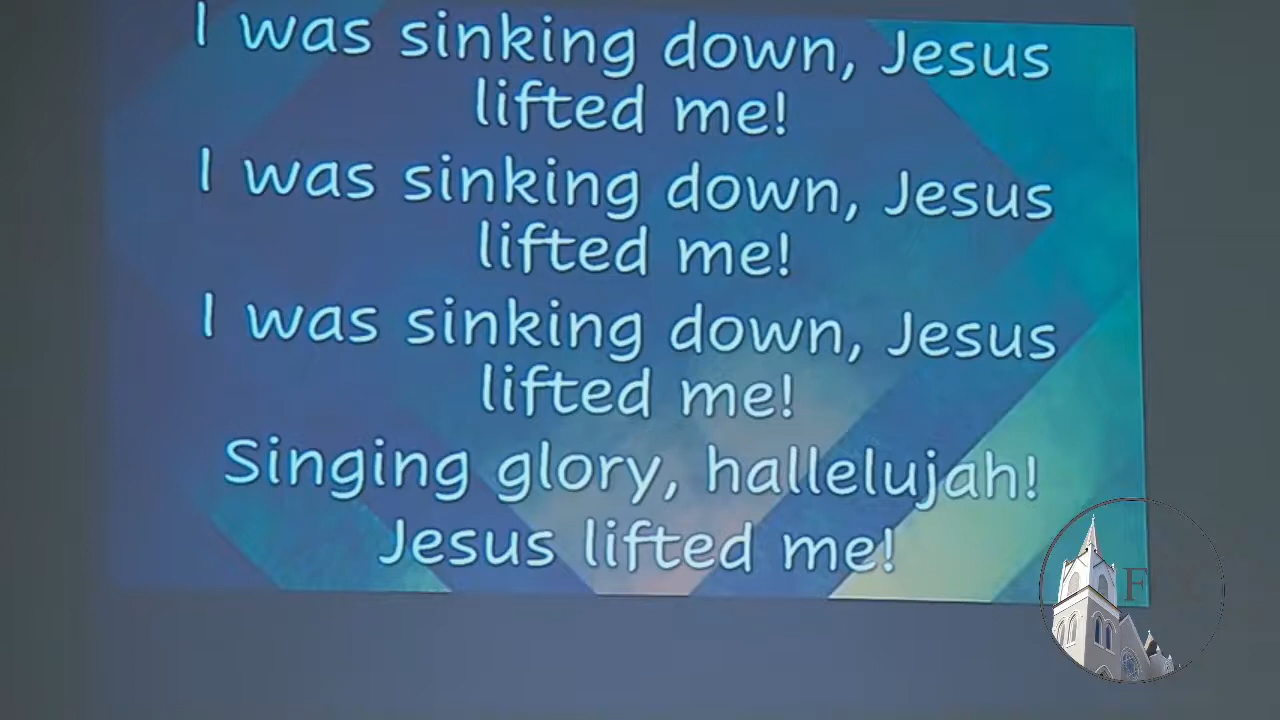 I was sinking down, Jesus
lifted me!
I was sinking down, Jesus
lifted me!
I was sinking down, Jesus
lifted me!
Singing glory, hallelujah!
Jesus lifted me!
F